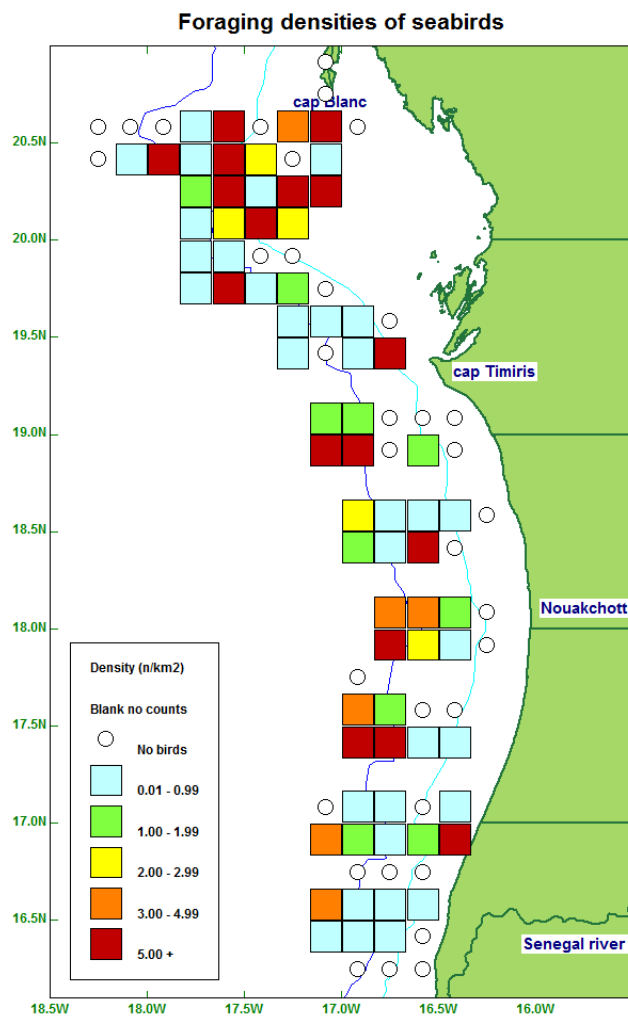 Foraging densities of seabirds
cap Blanc
20.5N
20.0N
19.5N
cap Timiris
19.0N
18.5N
Nouakchott
18.0N
Density (n/km2)
Blank no counts
No birds
0.01 - 0.99
1.00 - 1.99
2.00 - 2.99
3.00 - 4.99
5.00 +
17.5N
17.0N
16.5N
Senegal river
18.5W 18.0W 17.5W 17.0W 16.5W 16.0W